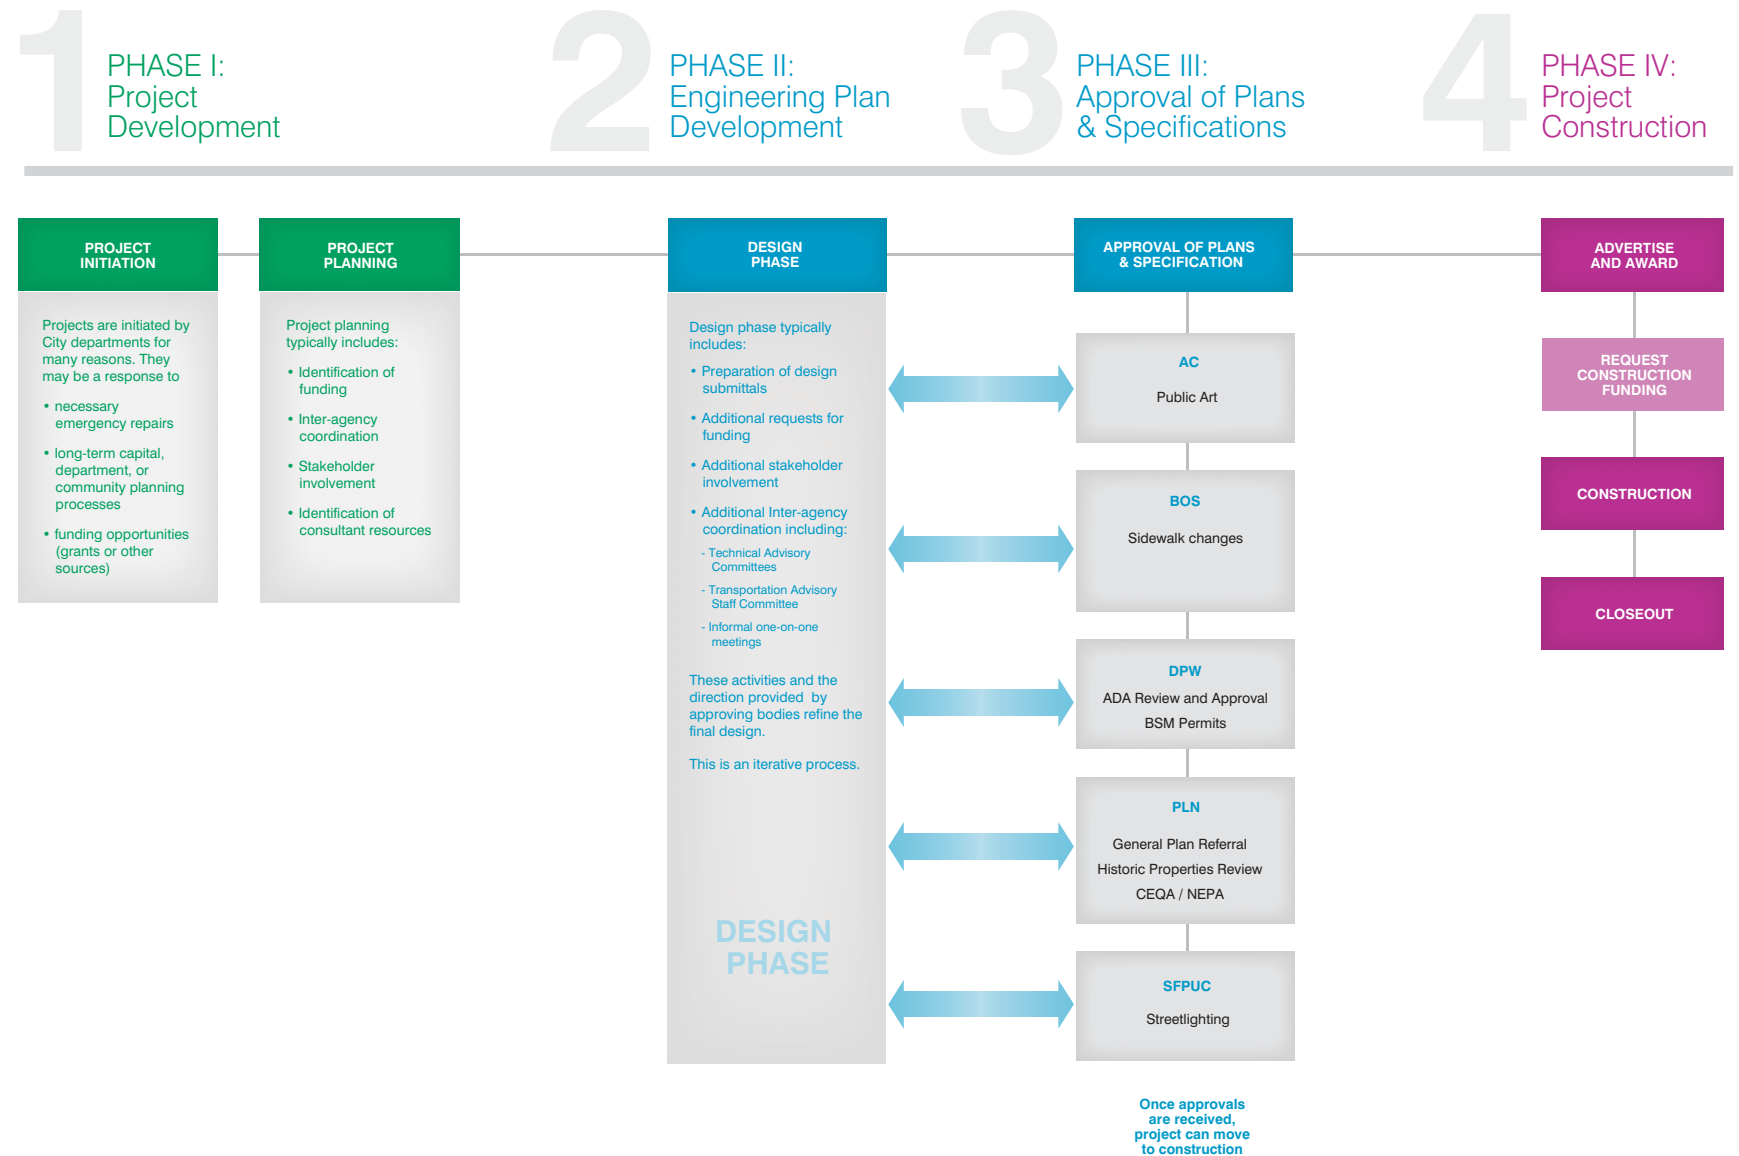 1
PHASE I:
Project
Development
2
PHASE II:
Engineering Plan
Development
3
PHASE III:
Approval of Plans
& Specifications
4
PHASE IV:
Project
Construction
PROJECT
INITIATION
Projects are initiated by
City departments for
many reasons. They
may be a response to
• necessary
emergency repairs
• long-term capital,
department, or
community planning
processes
• funding opportunities
(grants or other
sources)
PROJECT
PLANNING
Project planning
typically includes:
• Identification of
funding
• Inter-agency
coordination
• Stakeholder
involvement
• Identification of
consultant resources
DESIGN
PHASE
Design phase typically
includes:
• Preparation of design
submittals
• Additional requests for
funding
• Additional stakeholder
involvement
• Additional Inter-agency
coordination including:
- Technical Advisory
Committees
- Transportation Advisory
Staff Committee
- Informal one-on-one
meetings
These activities and the
direction provided  by
approving bodies refine the
final design.
This is an iterative process.
DESIGN
PHASE
APPROVAL OF PLANS
& SPECIFICATION
AC
Public Art
BOS
Sidewalk changes
DPW
ADA Review and Approval
BSM Permits
PLN
General Plan Referral
Historic Properties Review
CEQA / NEPA
SFPUC
Streetlighting
Once approvals
are received,
project can move
to construction
ADVERTISE
AND AWARD
REQUEST
CONSTRUCTION
FUNDING
CONSTRUCTION
CLOSEOUT